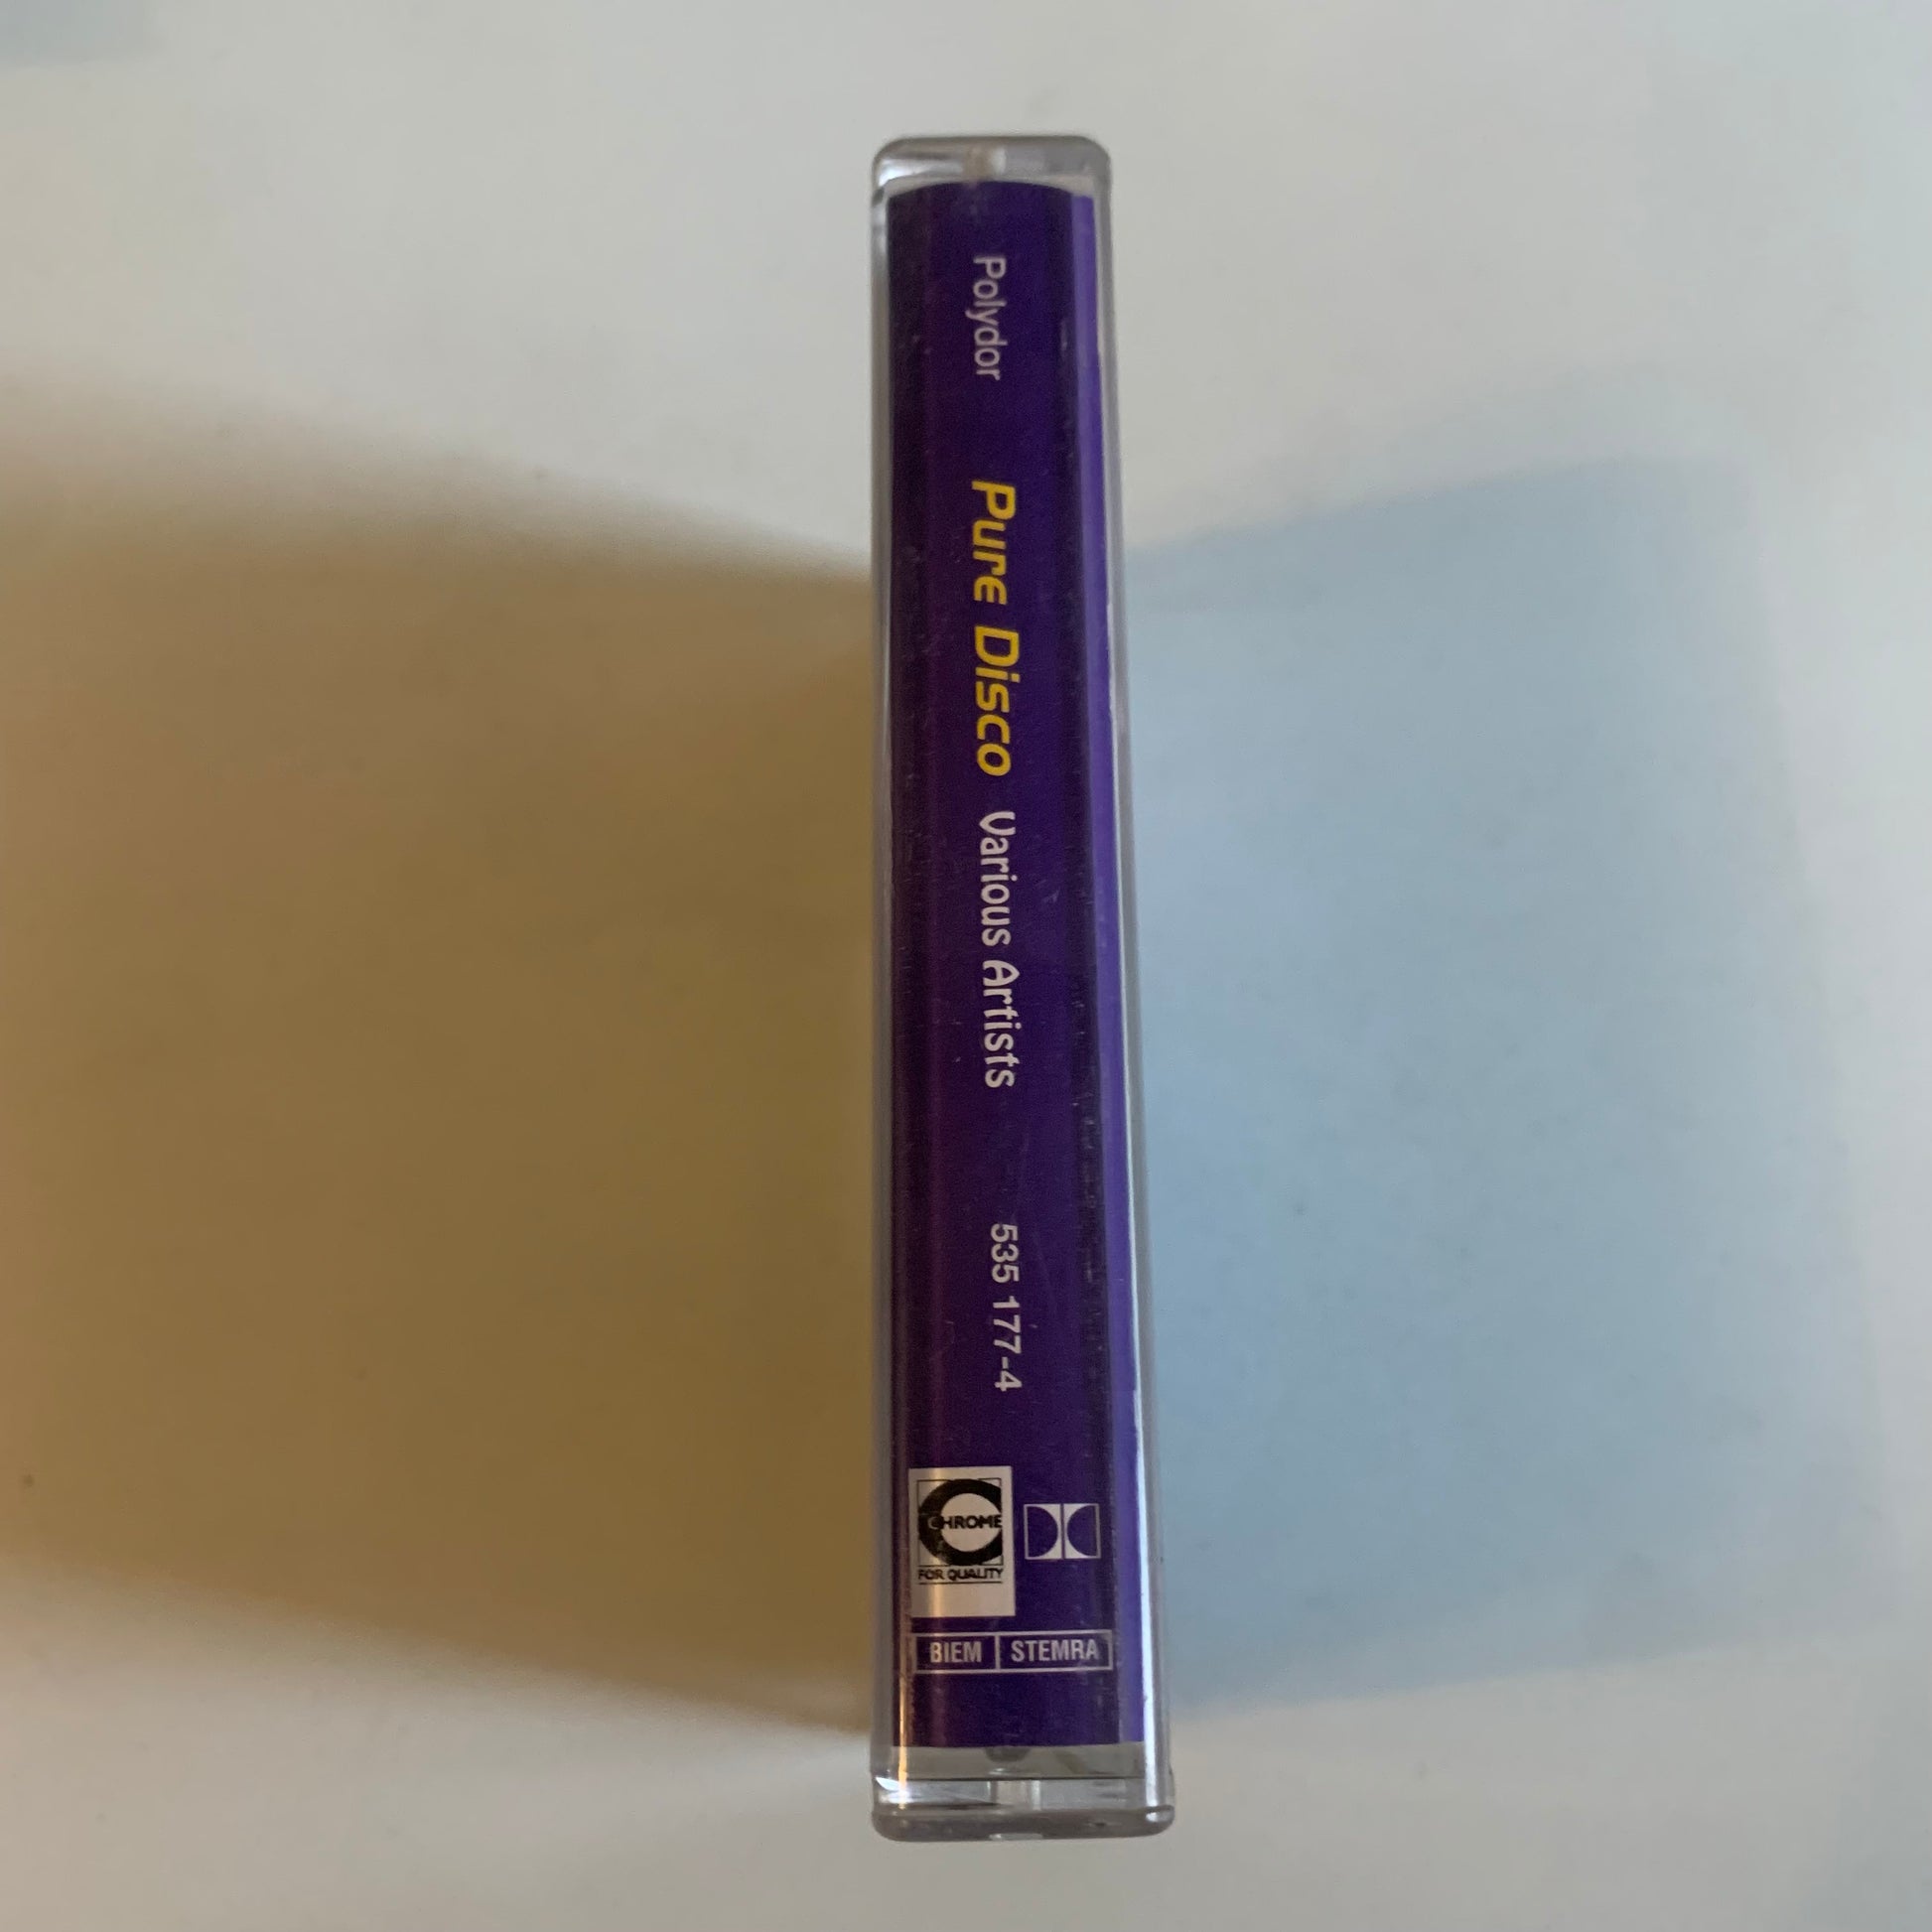 Polydor
Pure Disco Various Artists
535 177-4
CHROME
FOR QUALITY
BIEM STEMRA